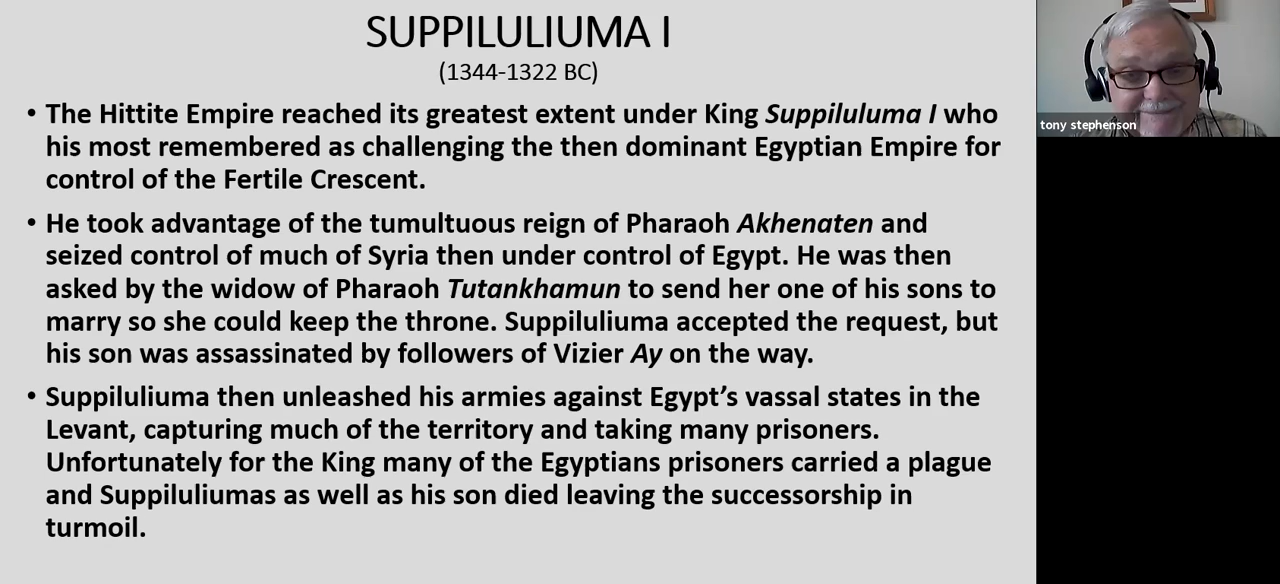 SUPPILULIUMA I
(1344-1322 BC)
• The Hittite Empire reached its greatest extent under King Suppiluluma I who
his most remembered as challenging the then dominant Egyptian Empire for
control of the Fertile Crescent.
• He took advantage of the tumultuous reign of Pharaoh Akhenaten and
seized control of much of Syria then under control of Egypt. He was then
asked by the widow of Pharaoh Tutankhamun to send her one of his sons to
marry so she could keep the throne. Suppiluliuma accepted the request, but
his son was assassinated by followers of Vizier Ay on the way.
• Suppiluliuma then unleashed his armies against Egypt’s vassal states in the
Levant, capturing much of the territory and taking many prisoners.
Unfortunately for the King many of the Egyptians prisoners carried a plague
and Suppiluliumas as well as his son died leaving the successorship in
turmoil.
tony stephenson